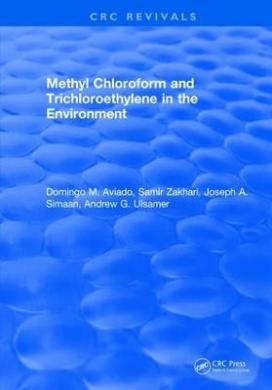 CRC REVIVALS
Methyl Chloroform and
Trichloroethylene in the
Environment
Domingo M. Aviado, Samir Zakhari, Joseph A.
Simaan, Andrew G. Ulsamer
CRC
CRC Press
Taylor & Francis Group